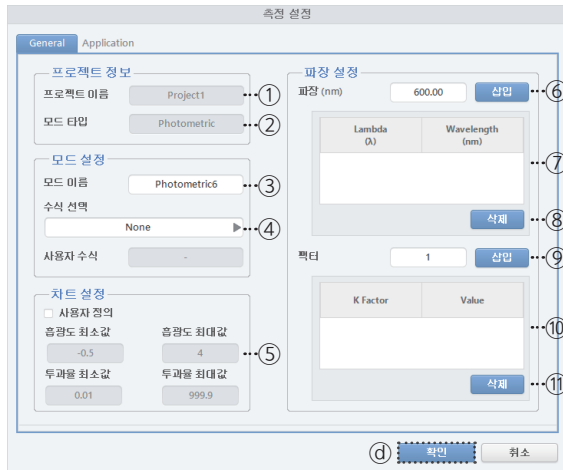 측정 설정
General Application
프로젝트 정보
프로젝트 이름 Project1 ①
모드 타입 Photometric ②
모드 설정
모드 이름 Photometric6 ③
수식 선택
None ▶ ④
사용자 수식 -
차트 설정
사용자 정의
흡광도 최소값 흡광도 최대값
-0.5 4 ⑤
투과율 최소값 투과율 최대값
0.01 999.9
파장 설정
파장 (nm) 600.00 삽입 ⑥
Lambda Wavelength
(λ) (nm)
⑦
삭제 ⑧
팩터 1 삽입 ⑨
K Factor Value
⑩
삭제 ⑪
ⓓ 확인 취소